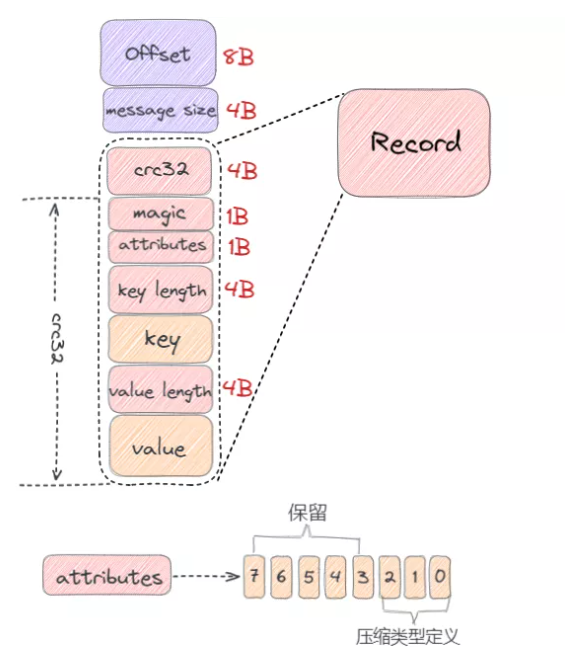 Offset 8B
message size 4B
Record
crc32 4B
magic 1B
attributes 1B
key length 4B
key
value length 4B
value
crc32
保留
attributes 7 6 5 4 3 2 1 0
压缩类型定义